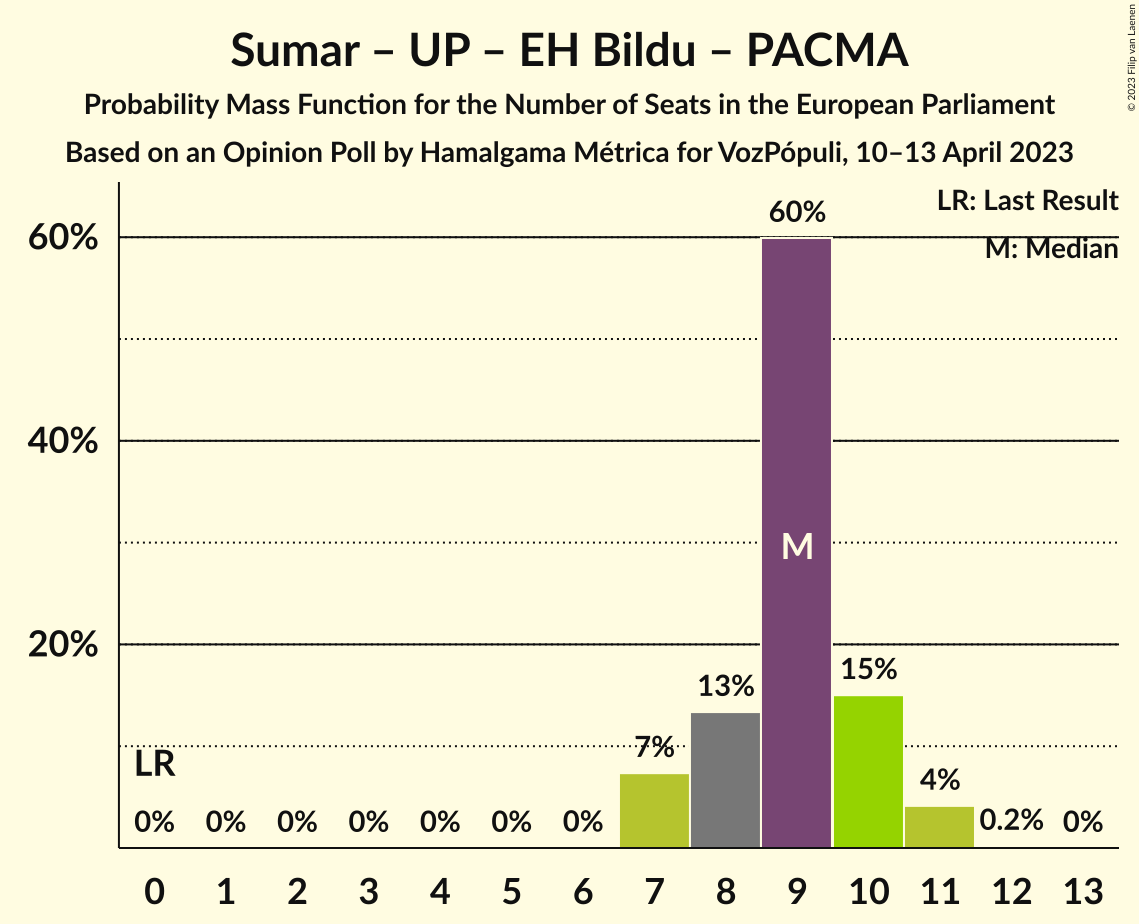 Sumar – UP – EH Bildu – PACMA
Probability Mass Function for the Number of Seats in the European Parliament
Based on an Opinion Poll by Hamalgama Métrica for VozPópuli, 10–13 April 2023
© 2023 Filip van Laenen
LR: Last Result
M: Median
60%
40%
20%
60%
M
15%
13%
7%
4%
LR
0% 0% 0% 0% 0% 0% 0% 0.2% 0%
0 1 2 3 4 5 6 7 8 9 10 11 12 13